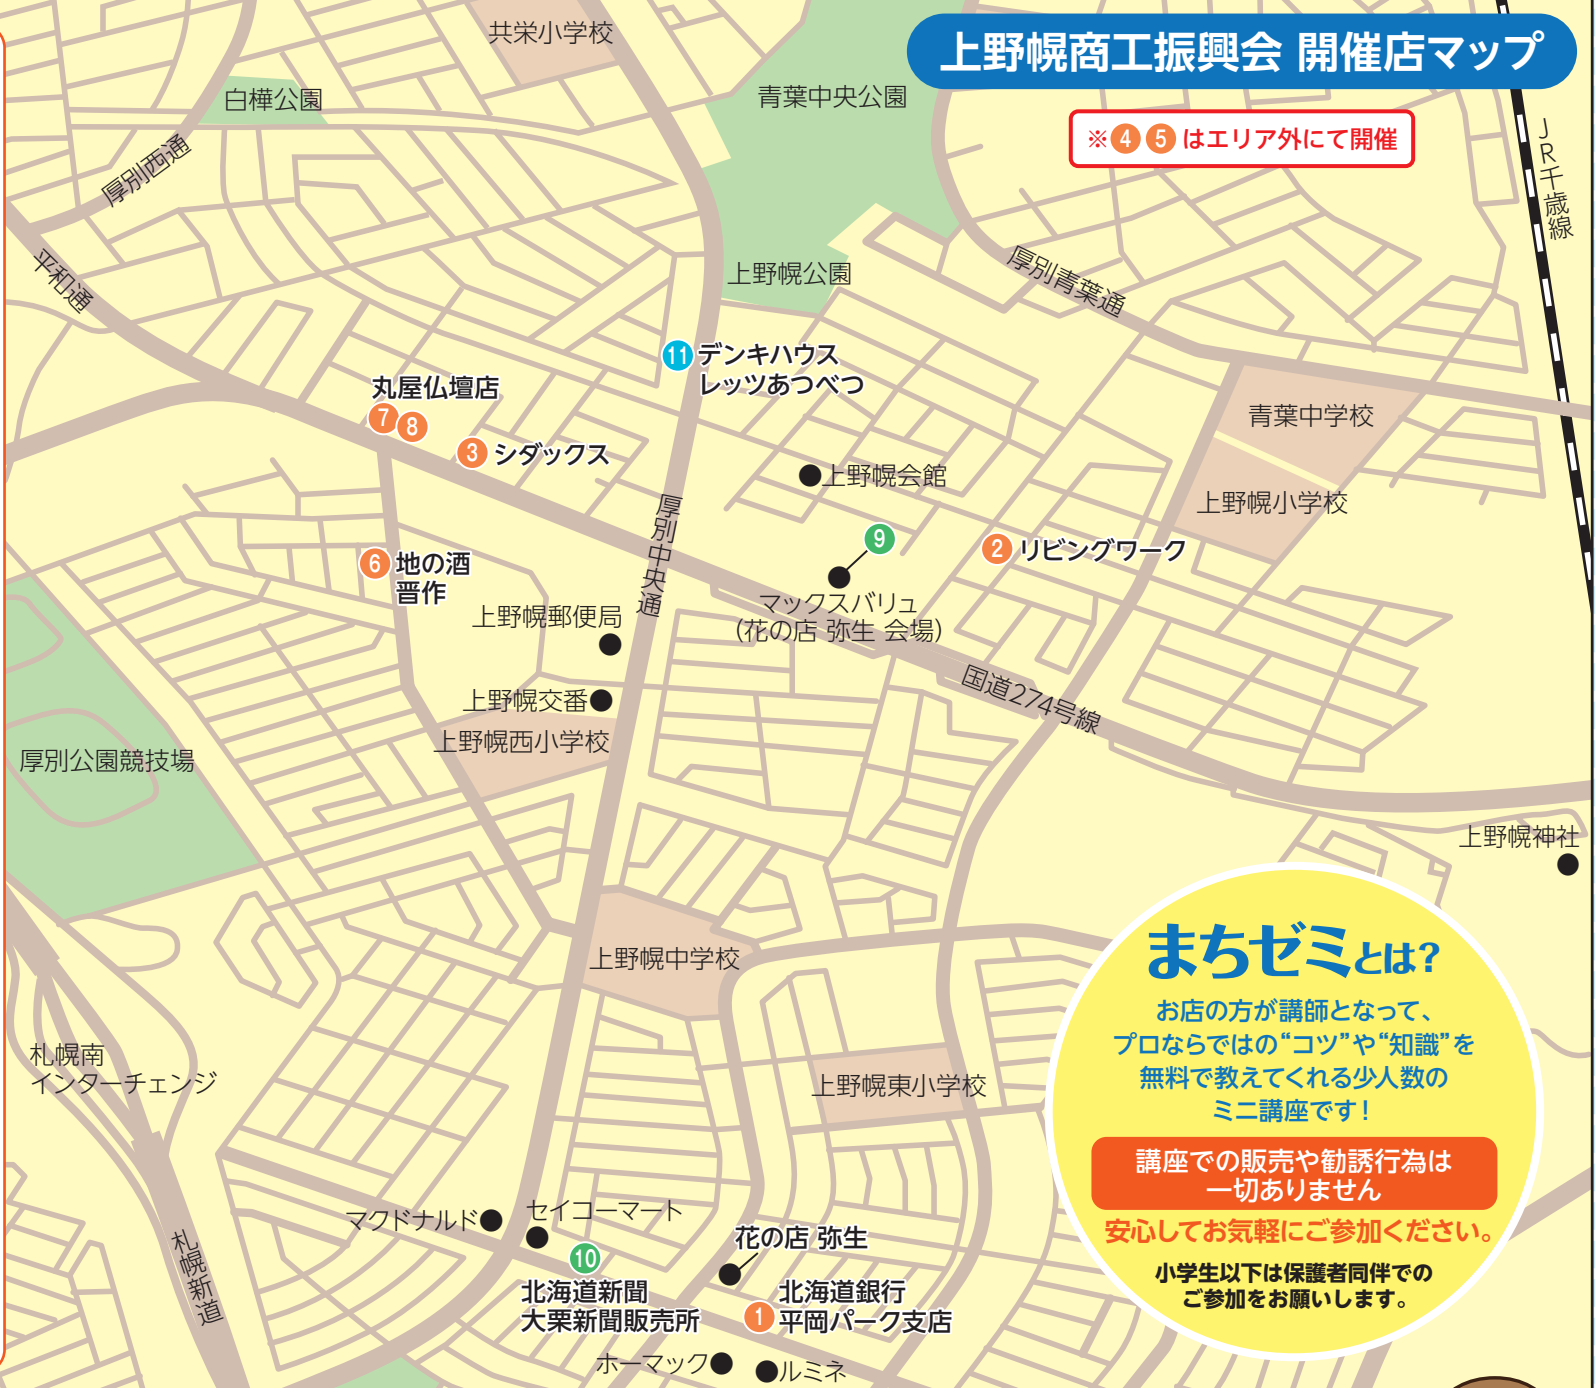 上野幌商工振興会 開催店マップ
※4 5 はエリア外にて開催
共栄小学校
白樺公園
青葉中央公園
厚別西通
JR千歳線
平和通
上野幌公園
厚別青葉通
11 デンキハウス
レッツあつべつ
丸屋仏壇店
7 8
3 シダックス
青葉中学校
上野幌会館
上野幌小学校
厚別中央通
9
2 リビングワーク
6 地の酒
晋作
マックスバリュ
(花の店 弥生 会場)
上野幌郵便局
国道274号線
上野幌交番
上野幌西小学校
厚別公園競技場
上野幌神社
上野幌中学校
札幌南
インターチェンジ
上野幌東小学校
まちゼミとは?
お店の方が講師となって、
プロならではの“コツ”や“知識”を
無料で教えてくれる少人数の
ミニ講座です!
講座での販売や勧誘行為は
一切ありません
安心してお気軽にご参加ください。
小学生以下は保護者同伴での
ご参加をお願いします。
マクドナルド
セイコーマート
札幌新道
10
北海道新聞
大栗新聞販売所
花の店 弥生
北海道銀行
1 平岡パーク支店
ホーマック
ルミネ